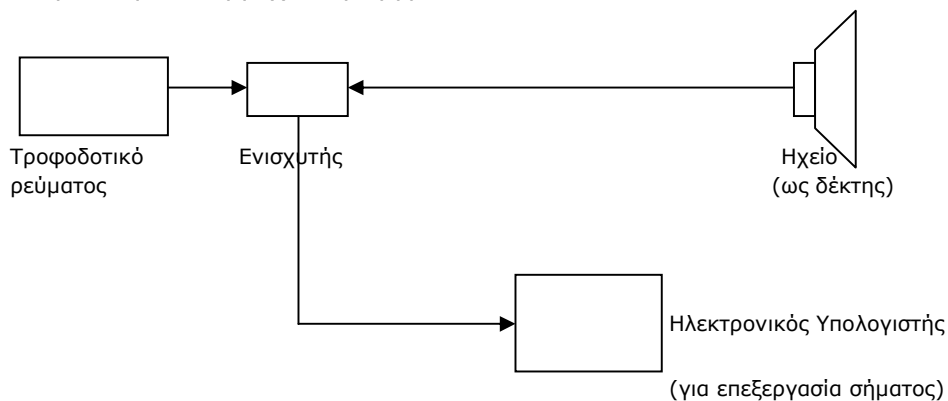 Τροφοδοτικό
ρεύματος
Ενισχυτής
Ηχείο
(ως δέκτης)
Ηλεκτρονικός Υπολογιστής
(για επεξεργασία σήματος)